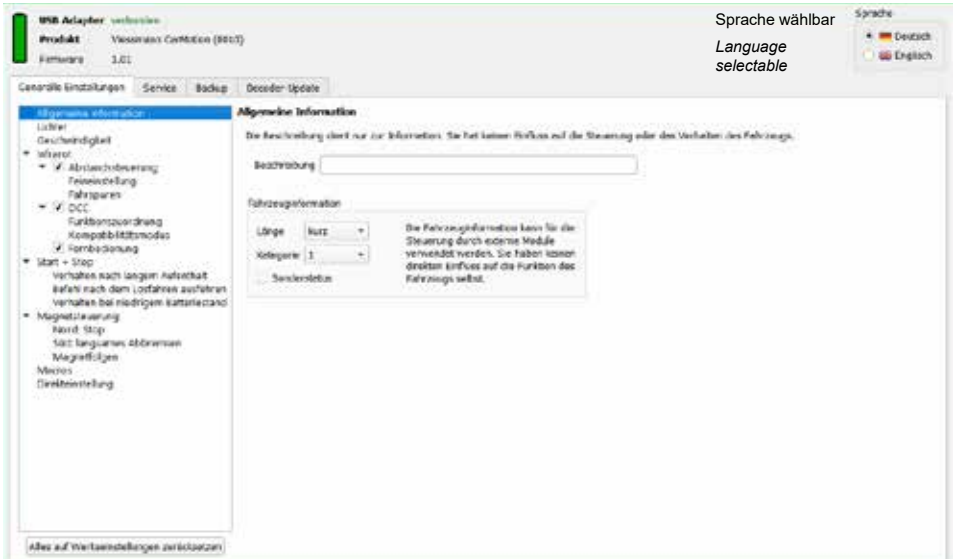 USB Adapter verbunden
Produkt Viessmann CarMotion (8013)
Firmware 1.01
Sprache wählbar
Language
selectable
Sprache
Deutsch
Englisch
Generelle Einstellungen Service Backup Decoder Update
Allgemeine Information
Lichter
Geschwindigkeit
Infrarot
Abstandssteuerung
Feineinstellung
Fahrspuren
DCC
Funktionszuordnung
Kompatibilitätsmodus
Fernbedienung
Start + Stop
Verhalten nach langem Aufenthalt
Befehl nach dem Losfahren ausführen
Verhalten bei niedrigem Batteriestand
Magnetsteuerung
Nord: Stop
Süd: langsames Abbremsen
Magnetfolgen
Macros
Direkteinstellung
Alles auf Werkseinstellungen zurücksetzen
Allgemeine Information
Die Beschreibung dient nur zur Information. Sie hat keinen Einfluss auf die Steuerung oder das Verhalten des Fahrzeugs.
Beschreibung
Fahrzeuginformation
Länge kurz
Kategorie 1
Sonderstatus
Die Fahrzeuginformation kann für die
Steuerung durch externe Module
verwendet werden. Sie haben keinen
direkten Einfluss auf die Funktion des
Fahrzeugs selbst.